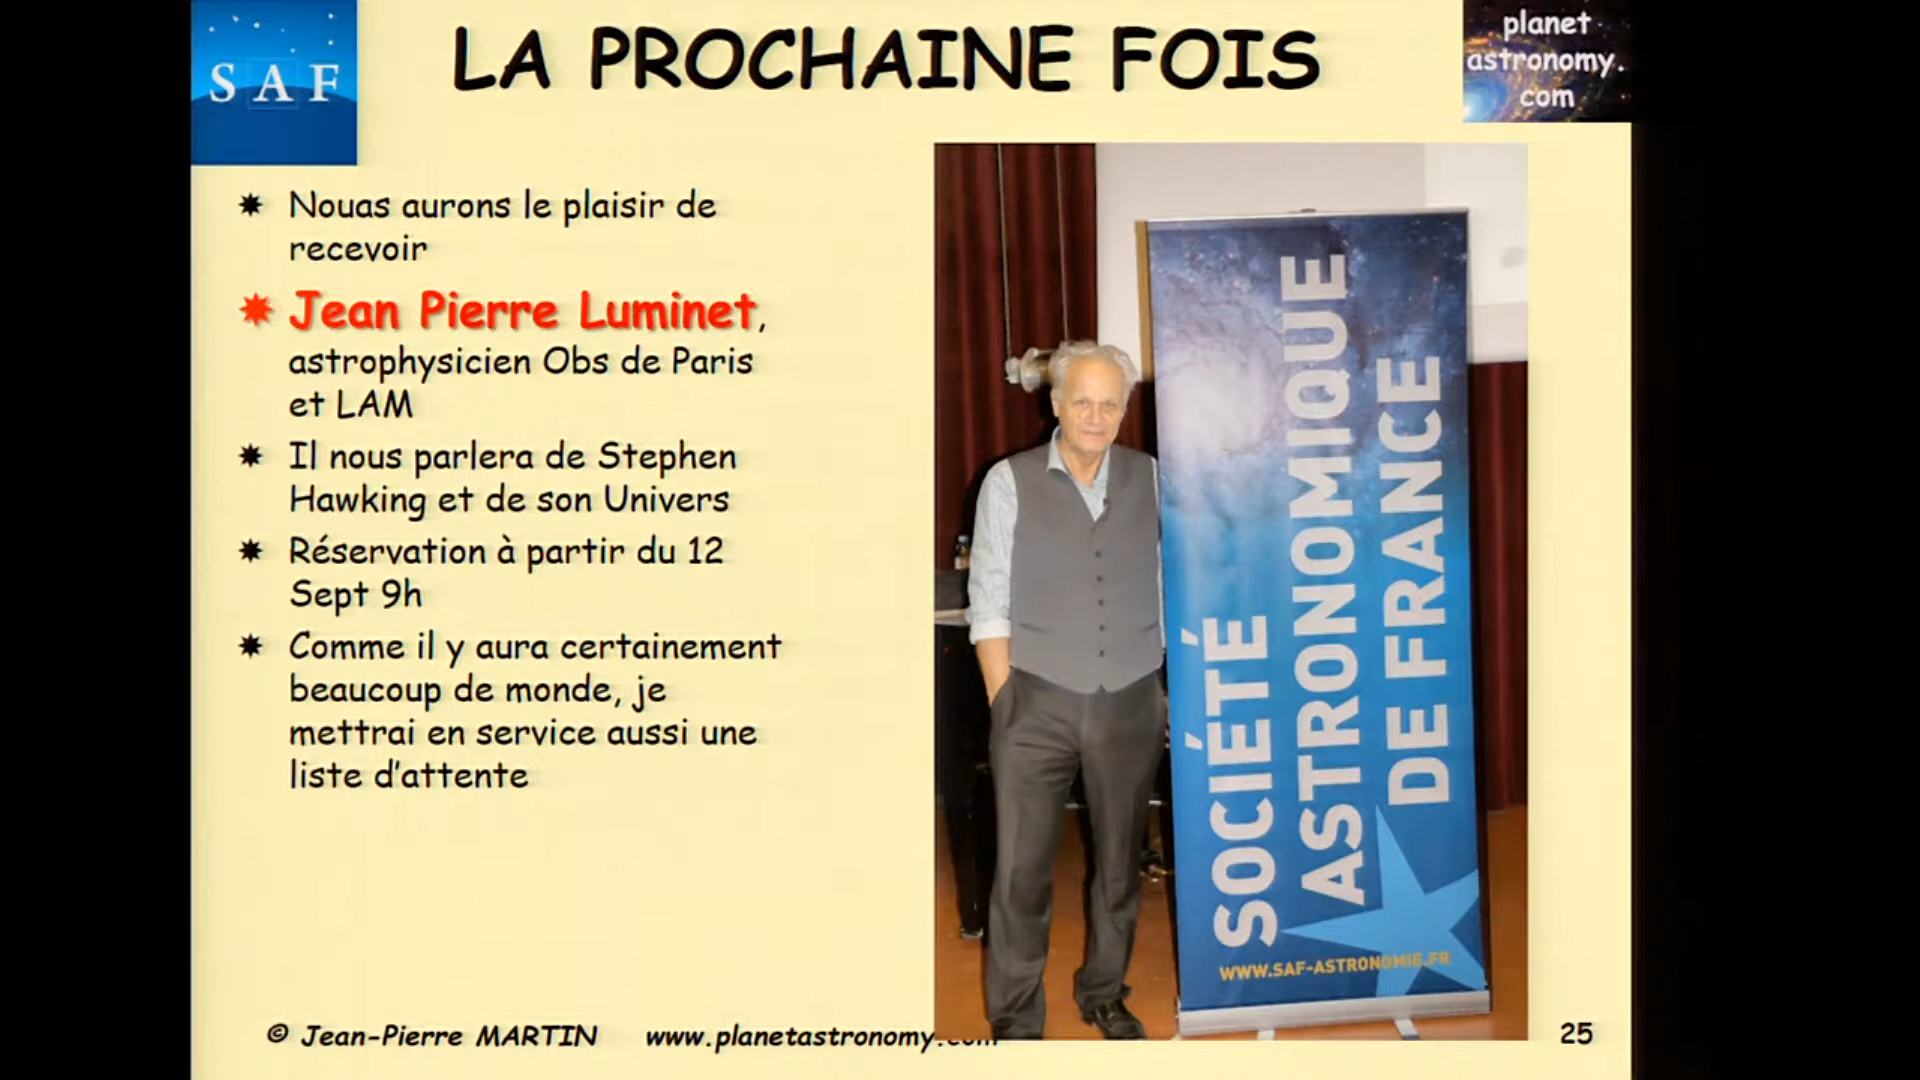 SAF
LA PROCHAINE FOIS
planet
astronomy.
com
Nouas aurons le plaisir de
recevoir
Jean Pierre Luminet,
astrophysicien Obs de Paris
et LAM
Il nous parlera de Stephen
Hawking et de son Univers
Réservation à partir du 12
Sept 9h
Comme il y aura certainement
beaucoup de monde, je
mettrai en service aussi une
liste d'attente
SOCIÉTÉ
ASTRONOMIQUE
DE FRANCE
WWW.SAF-ASTRONOMIE.FR
© Jean-Pierre MARTIN www.planetastronomy.com
25